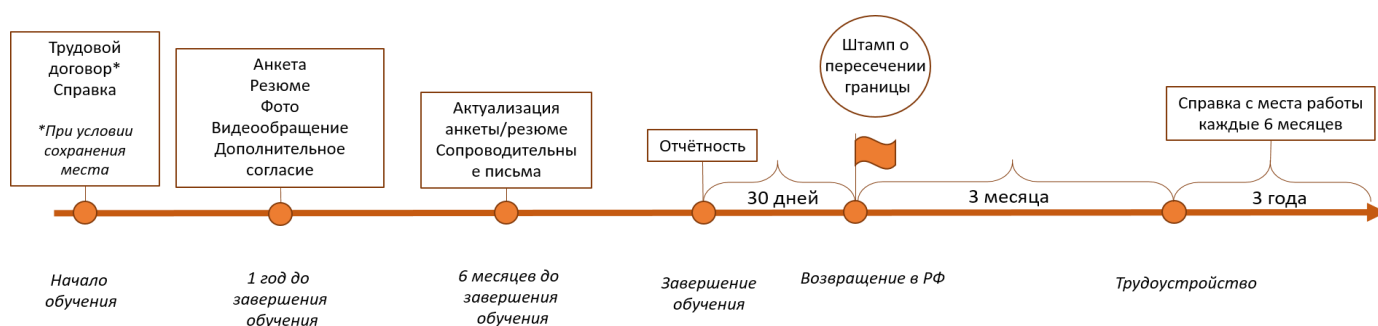 Трудовой
договор*
Справка
*При условии
сохранения
места
Анкета
Резюме
Фото
Видеообращение
Дополнительное
согласие
Актуализация
анкеты/резюме
Сопроводительны
е письма
Отчётность
Штамп о
пересечении
границы
Справка с места работы
каждые 6 месяцев
30 дней
3 месяца
3 года
Начало
обучения
1 год до
завершения
обучения
6 месяцев до
завершения
обучения
Завершение
обучения
Возвращение в РФ
Трудоустройство